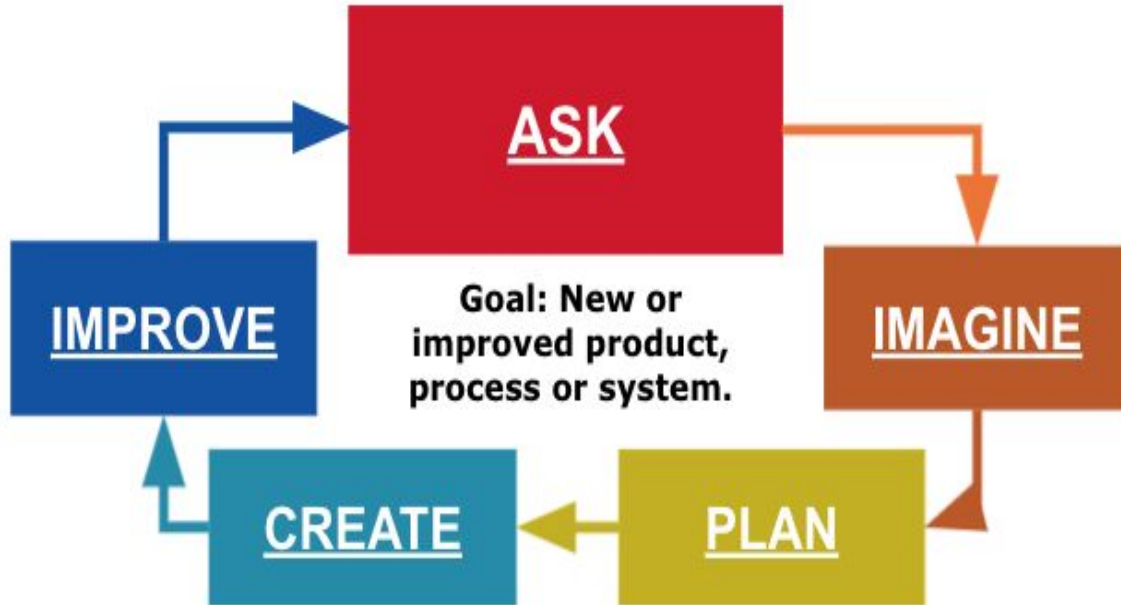 ASK
IMPROVE
Goal: New or
improved product,
process or system.
IMAGINE
CREATE
PLAN